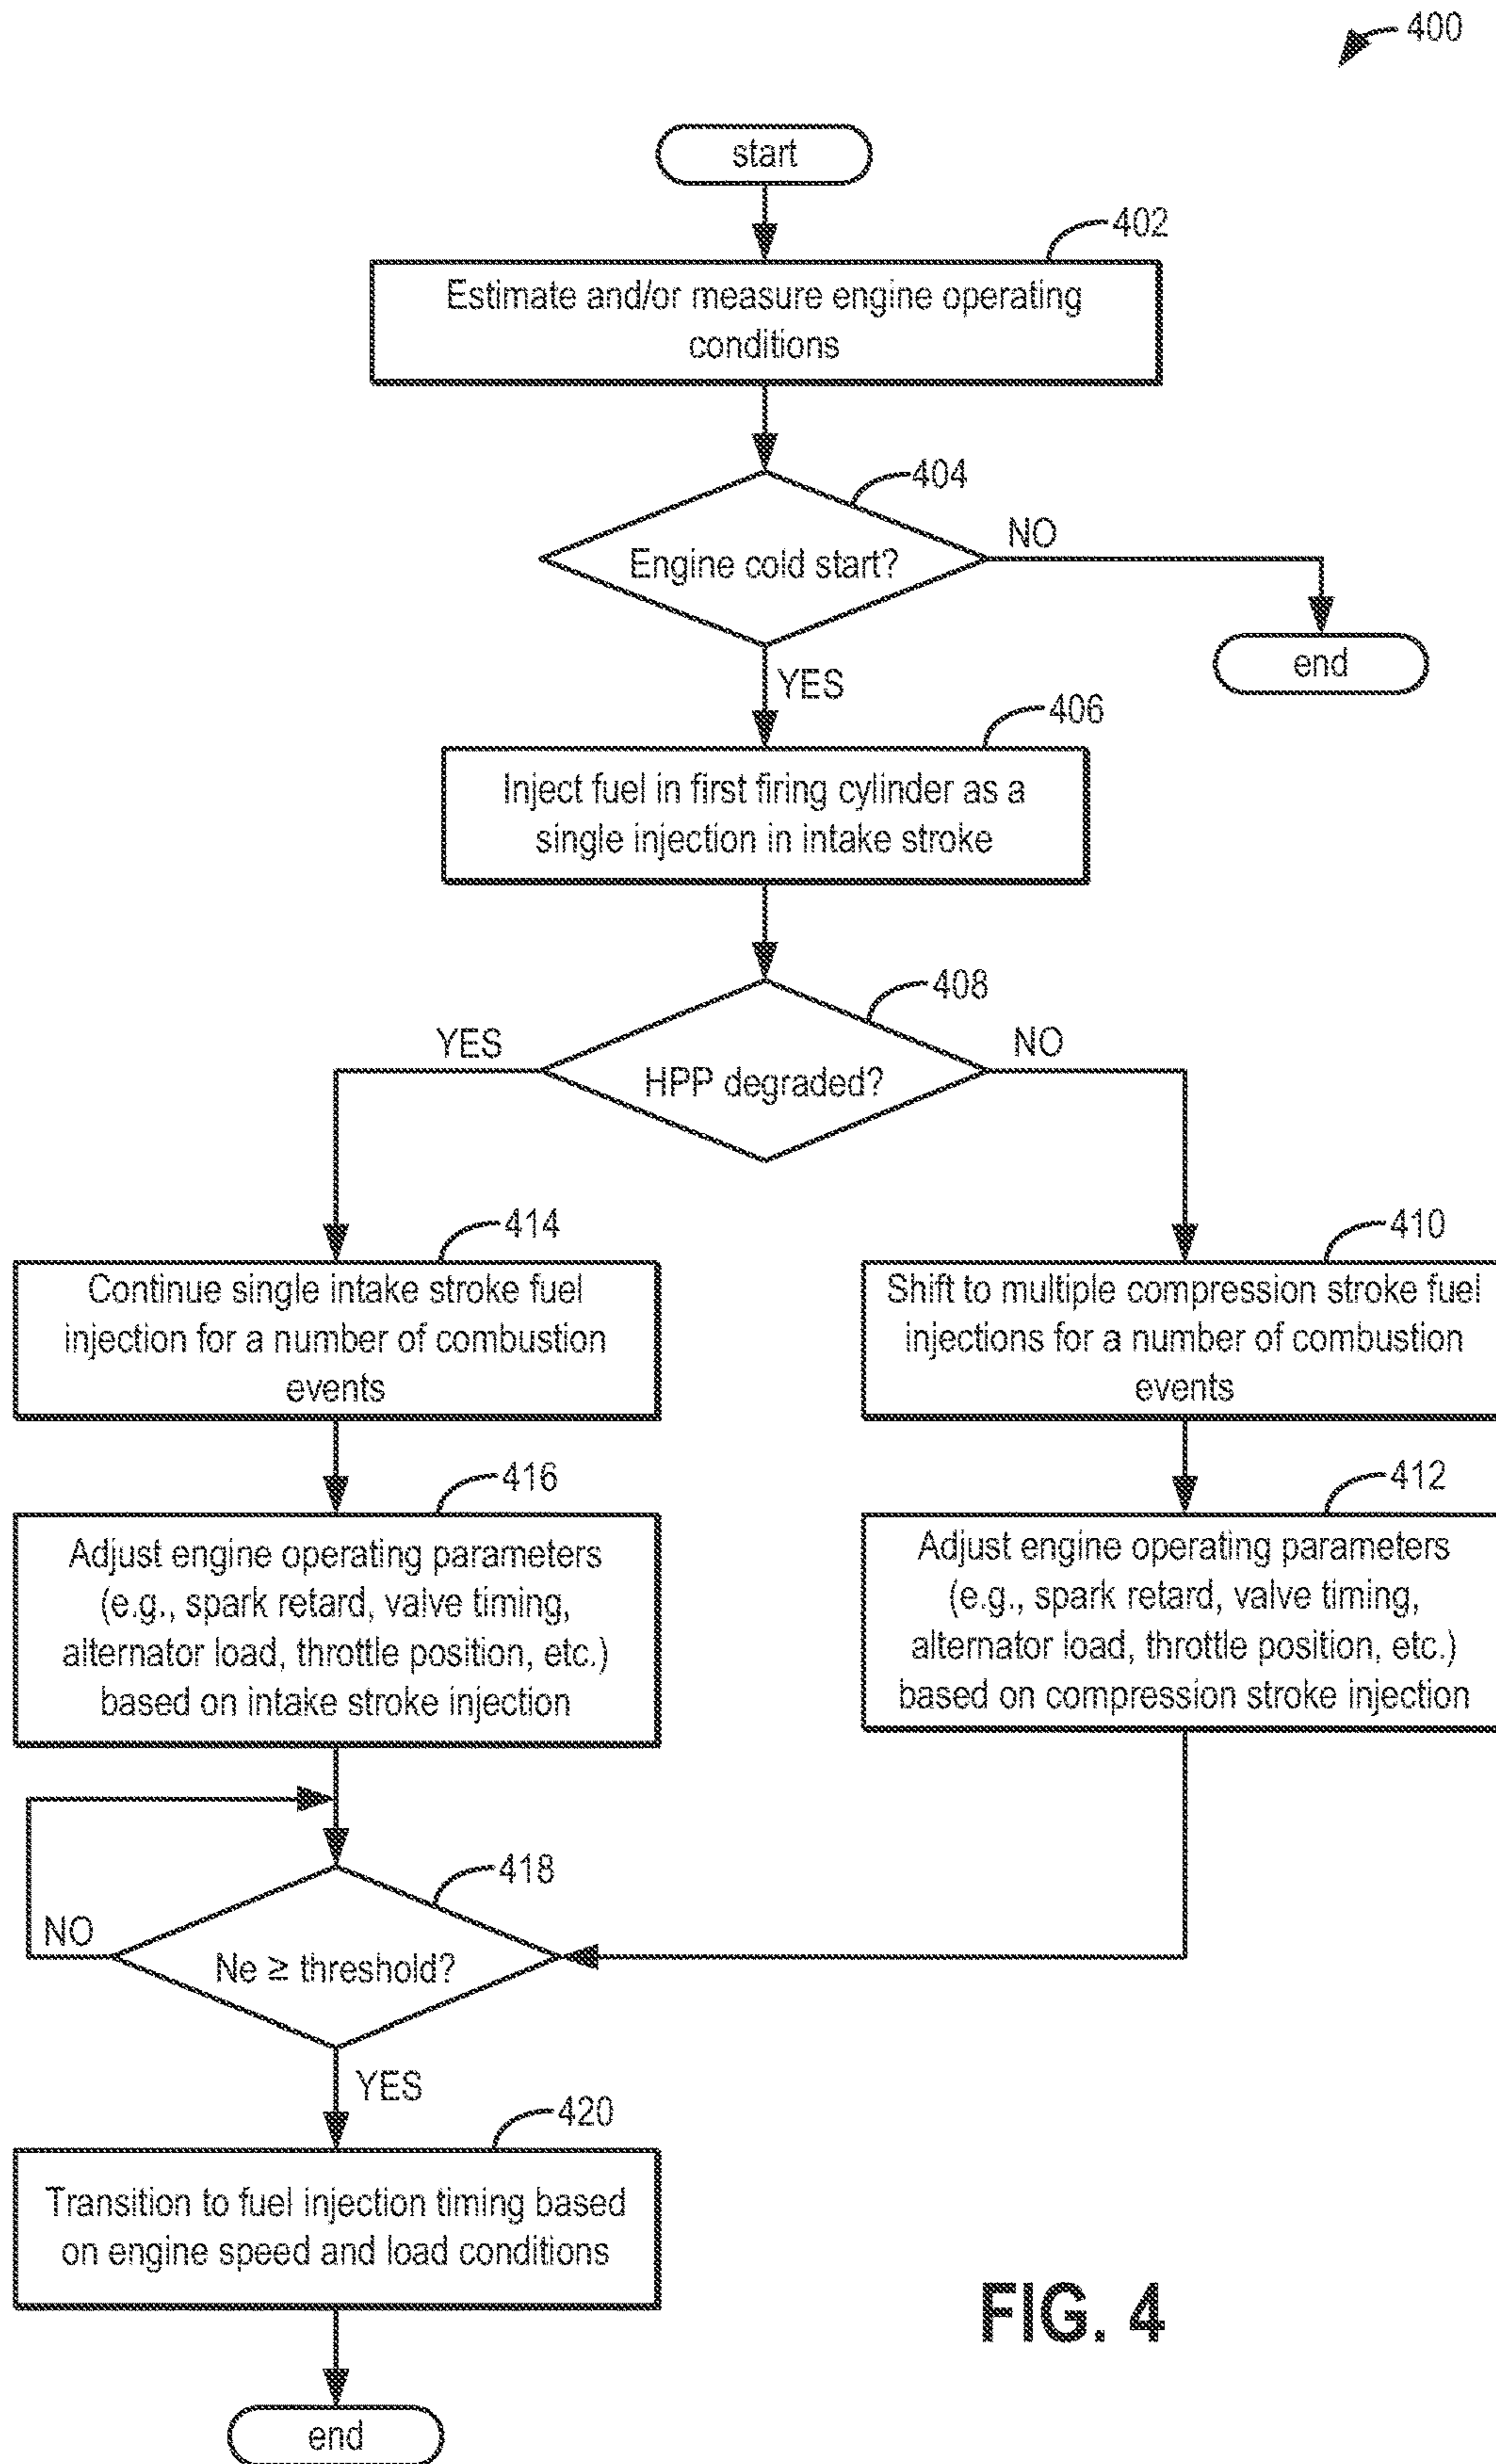 400
start
402
Estimate and/or measure engine operating
conditions
404
Engine cold start?
NO
end
YES
406
Inject fuel in first firing cylinder as a
single injection in intake stroke
408
YES
NO
HPP degraded?
414
Continue single intake stroke fuel
injection for a number of combustion
events
410
Shift to multiple compression stroke fuel
injections for a number of combustion
events
416
Adjust engine operating parameters
(e.g., spark retard, valve timing,
alternator load, throttle position, etc.)
based on intake stroke injection
412
Adjust engine operating parameters
(e.g., spark retard, valve timing,
alternator load, throttle position, etc.)
based on compression stroke injection
418
NO
Ne ≥ threshold?
YES
420
Transition to fuel injection timing based
on engine speed and load conditions
end
FIG. 4